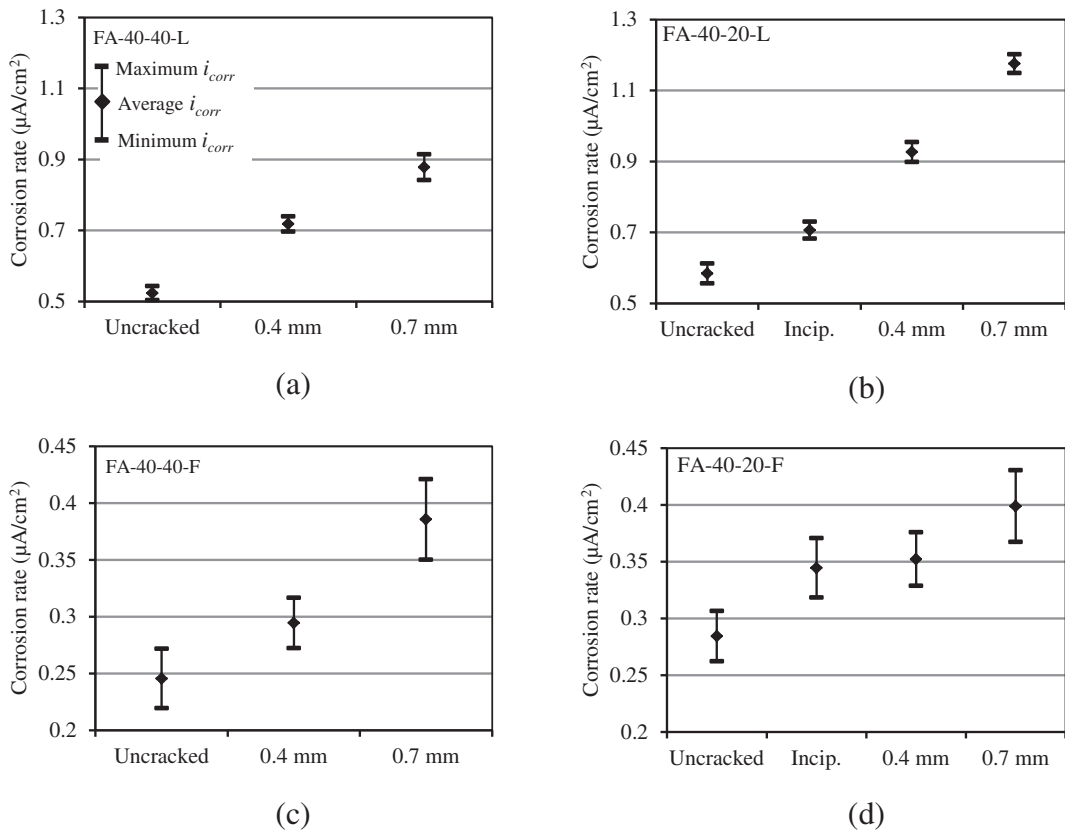 FA-40-40-L
Maximum i_corr
Average i_corr
Minimum i_corr
Corrosion rate (μA/cm²)
1.3
1.1
0.9
0.7
0.5
Uncracked 0.4 mm 0.7 mm
(a)
FA-40-20-L
Corrosion rate (μA/cm²)
1.3
1.1
0.9
0.7
0.5
Uncracked Incip. 0.4 mm 0.7 mm
(b)
FA-40-40-F
Corrosion rate (μA/cm²)
0.45
0.4
0.35
0.3
0.25
0.2
Uncracked 0.4 mm 0.7 mm
(c)
FA-40-20-F
Corrosion rate (μA/cm²)
0.45
0.4
0.35
0.3
0.25
0.2
Uncracked Incip. 0.4 mm 0.7 mm
(d)